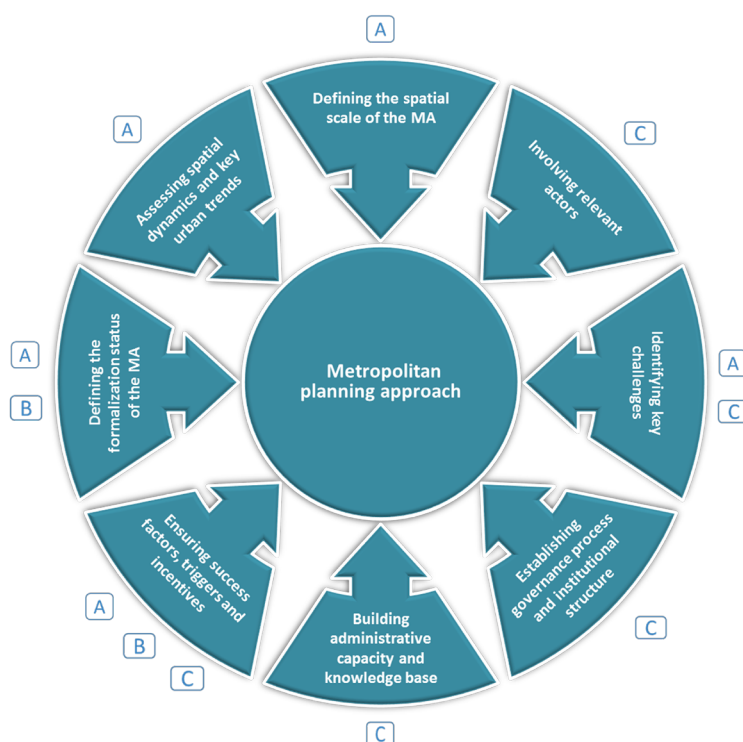 A
Defining the spatial
scale of the MA
C
Involving relevant
actors
A
C
Identifying key
challenges
C
Establishing
governance process
and institutional
structure
C
Building
administrative
capacity and
knowledge base
A
B
C
Ensuring success
factors, triggers and
incentives
A
B
Defining the
formalization status
of the MA
A
Assessing spatial
dynamics and key
urban trends
Metropolitan
planning approach